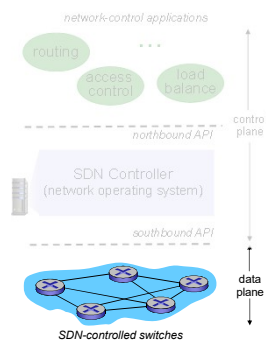 network-control applications
routing
. . .
access
control
load
balance
control
plane
northbound API
SDN Controller
(network operating system)
southbound API
data
plane
SDN-controlled switches